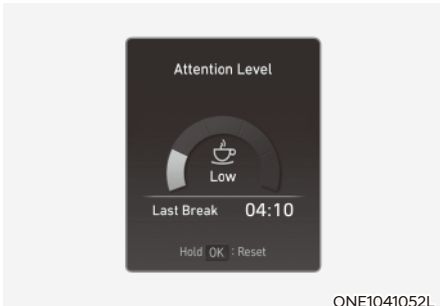 Attention Level
Low
Last Break 04:10
Hold OK : Reset
ONE1041052L